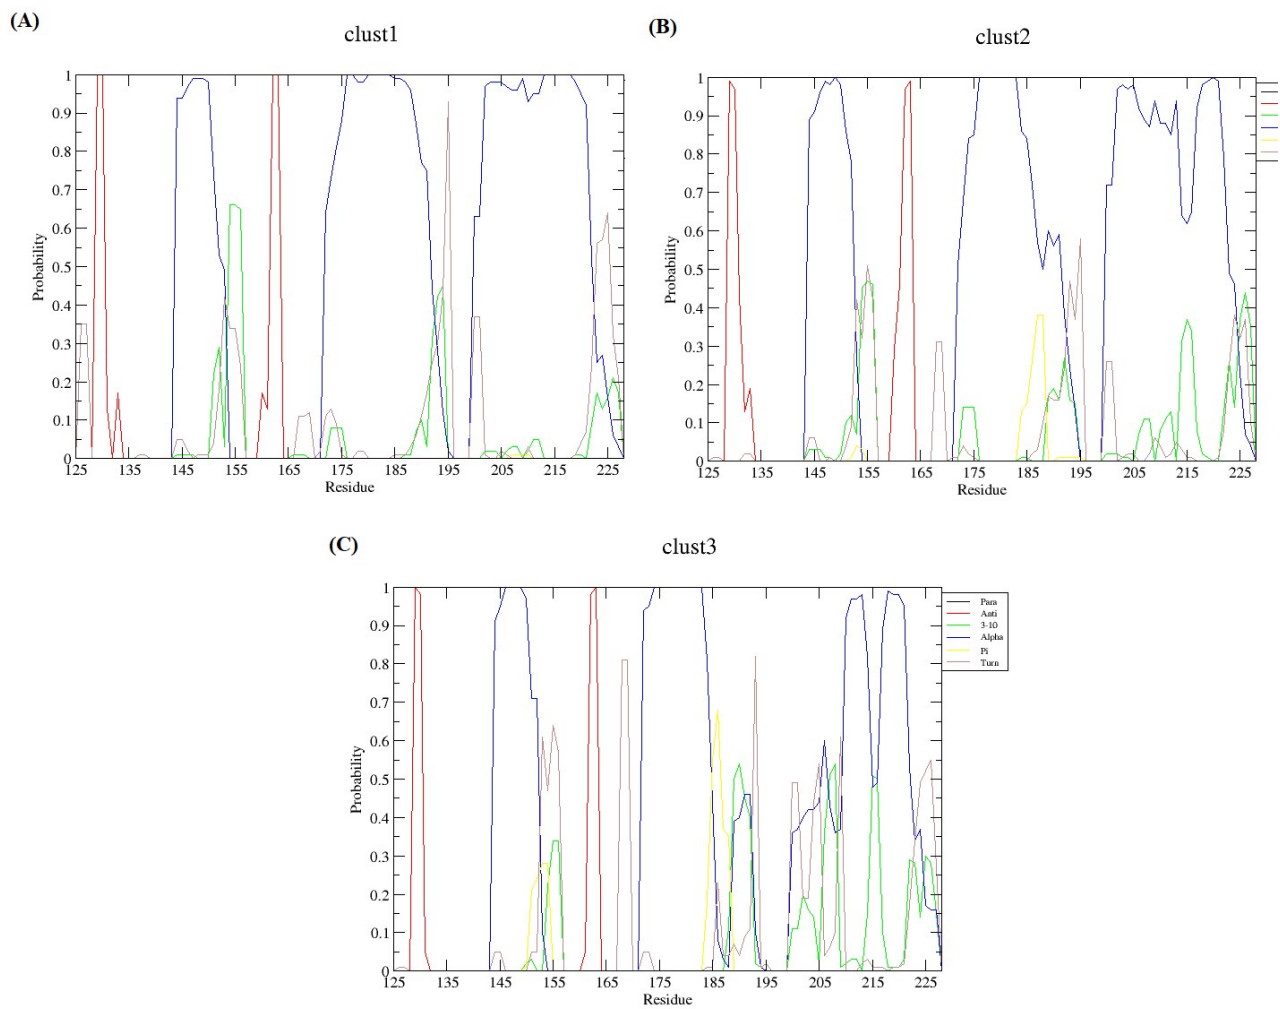 (A)
clust1
1
0.9
0.8
0.7
0.6
0.5
0.4
0.3
0.2
0.1
0
Probability
125 135 145 155 165 175 185 195 205 215 225
Residue
(B)
clust2
1
0.9
0.8
0.7
0.6
0.5
0.4
0.3
0.2
0.1
0
Probability
125 135 145 155 165 175 185 195 205 215 225
Residue
(C)
clust3
1
0.9
0.8
0.7
0.6
0.5
0.4
0.3
0.2
0.1
0
Probability
125 135 145 155 165 175 185 195 205 215 225
Residue
Para
Anti
3-10
Alpha
Pi
Turn